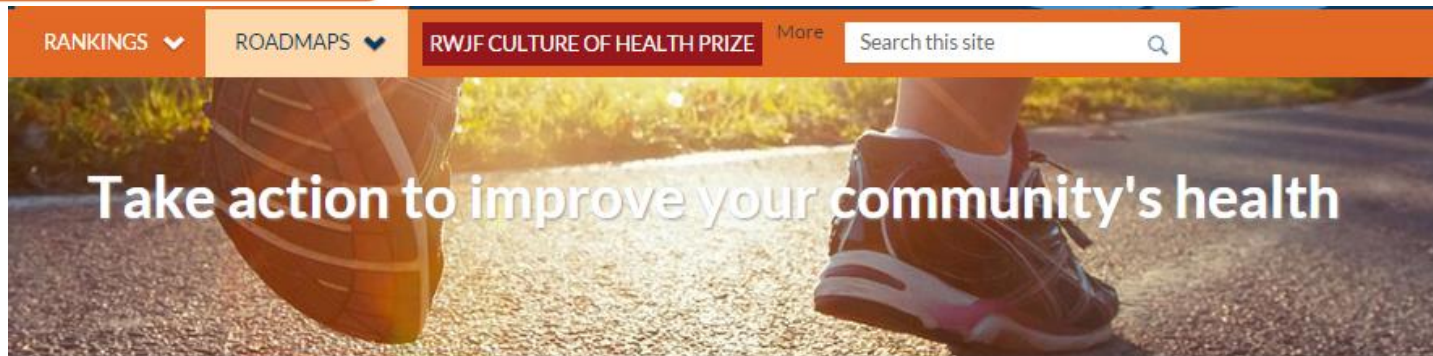 RANKINGS ROADMAPS RWJF CULTURE OF HEALTH PRIZE More Search this site
Take action to improve your community's health